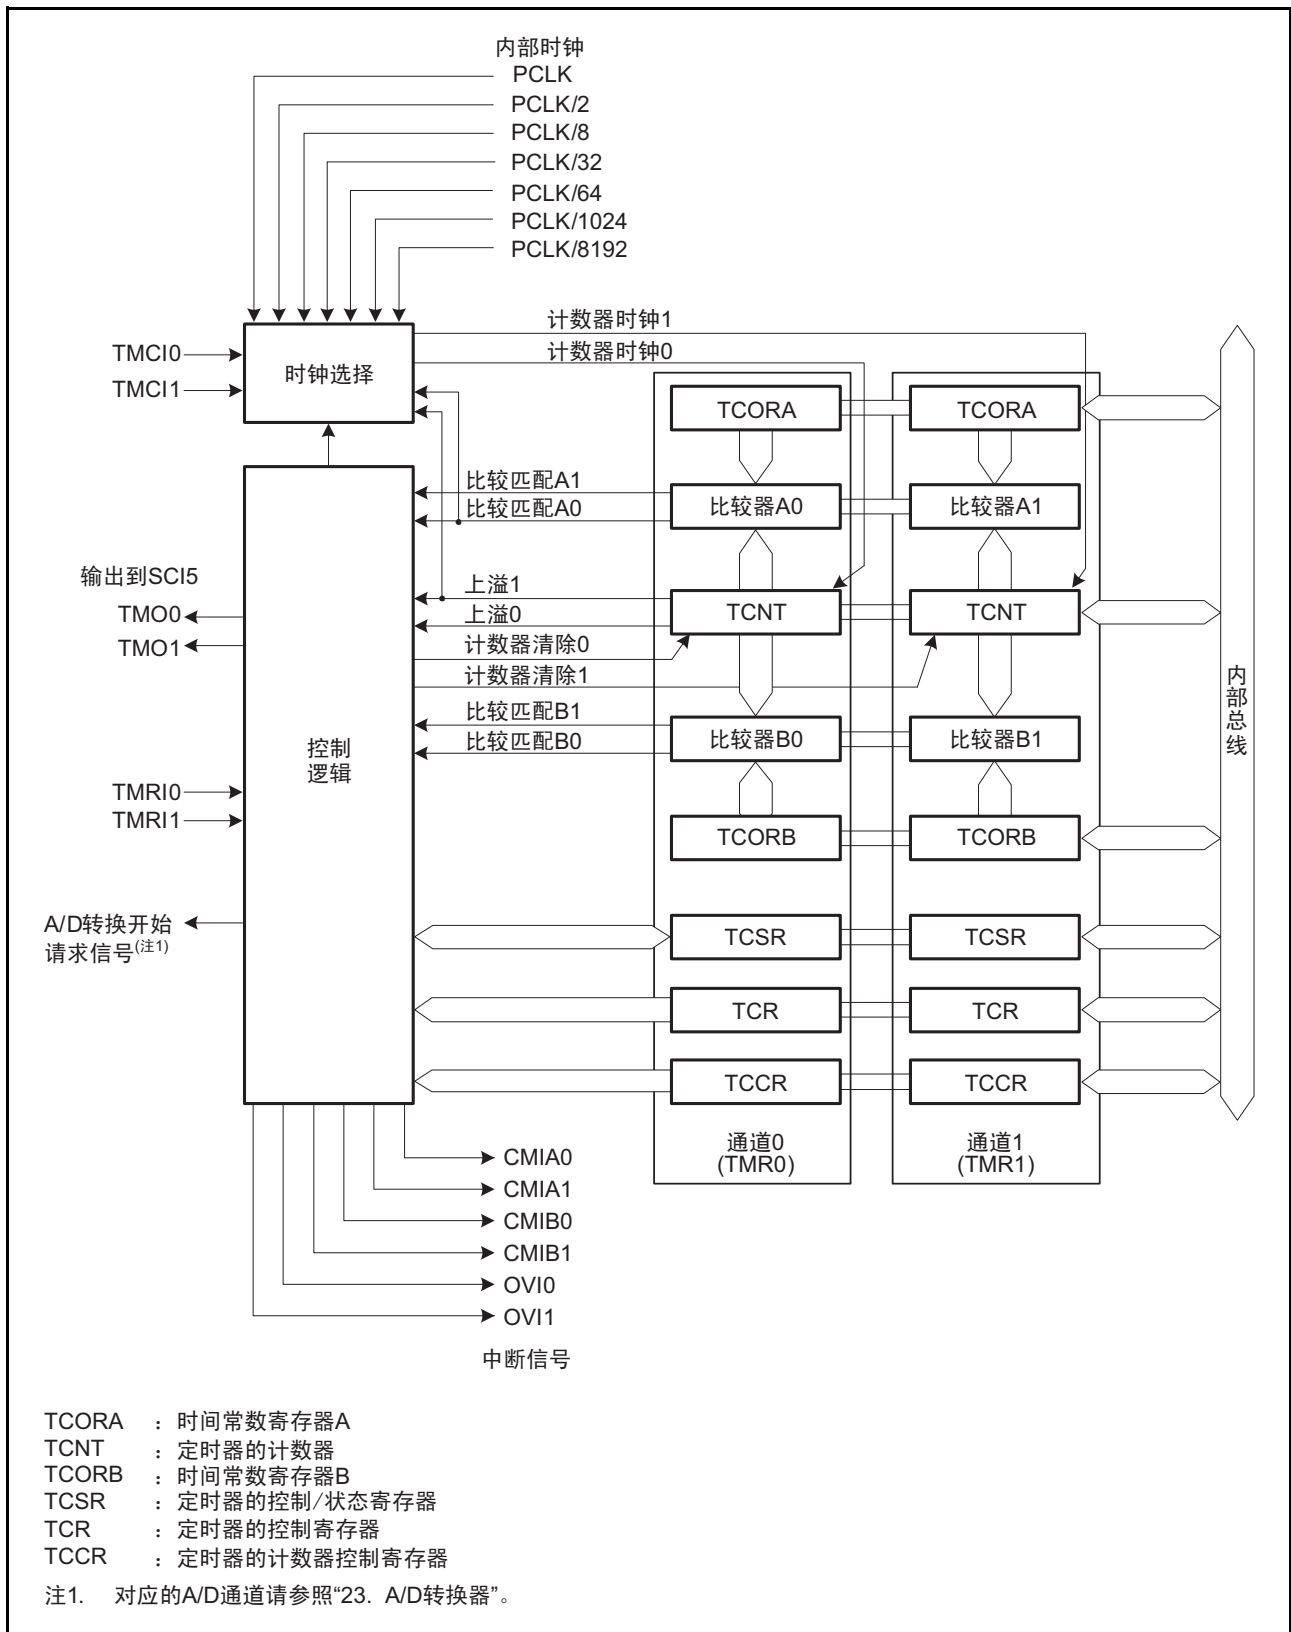 内部时钟
PCLK
PCLK/2
PCLK/8
PCLK/32
PCLK/64
PCLK/1024
PCLK/8192
计数器时钟1
计数器时钟0
TMCI0
TMCI1
时钟选择
TCORA
TCORA
比较匹配A1
比较匹配A0
比较器A0
比较器A1
输出到SCI5
TMO0
TMO1
上溢1
上溢0
计数器清除0
计数器清除1
TCNT
TCNT
内部总线
比较匹配B1
比较匹配B0
比较器B0
比较器B1
控制
逻辑
TMRI0
TMRI1
TCORB
TCORB
A/D转换开始
请求信号(注1)
TCSR
TCSR
TCR
TCR
TCCR
TCCR
通道0
(TMR0)
通道1
(TMR1)
CMIA0
CMIA1
CMIB0
CMIB1
OVI0
OVI1
中断信号
TCORA ：时间常数寄存器A
TCNT ：定时器的计数器
TCORB ：时间常数寄存器B
TCSR ：定时器的控制/状态寄存器
TCR ：定时器的控制寄存器
TCCR ：定时器的计数器控制寄存器
注1. 对应的A/D通道请参照“23. A/D转换器”。